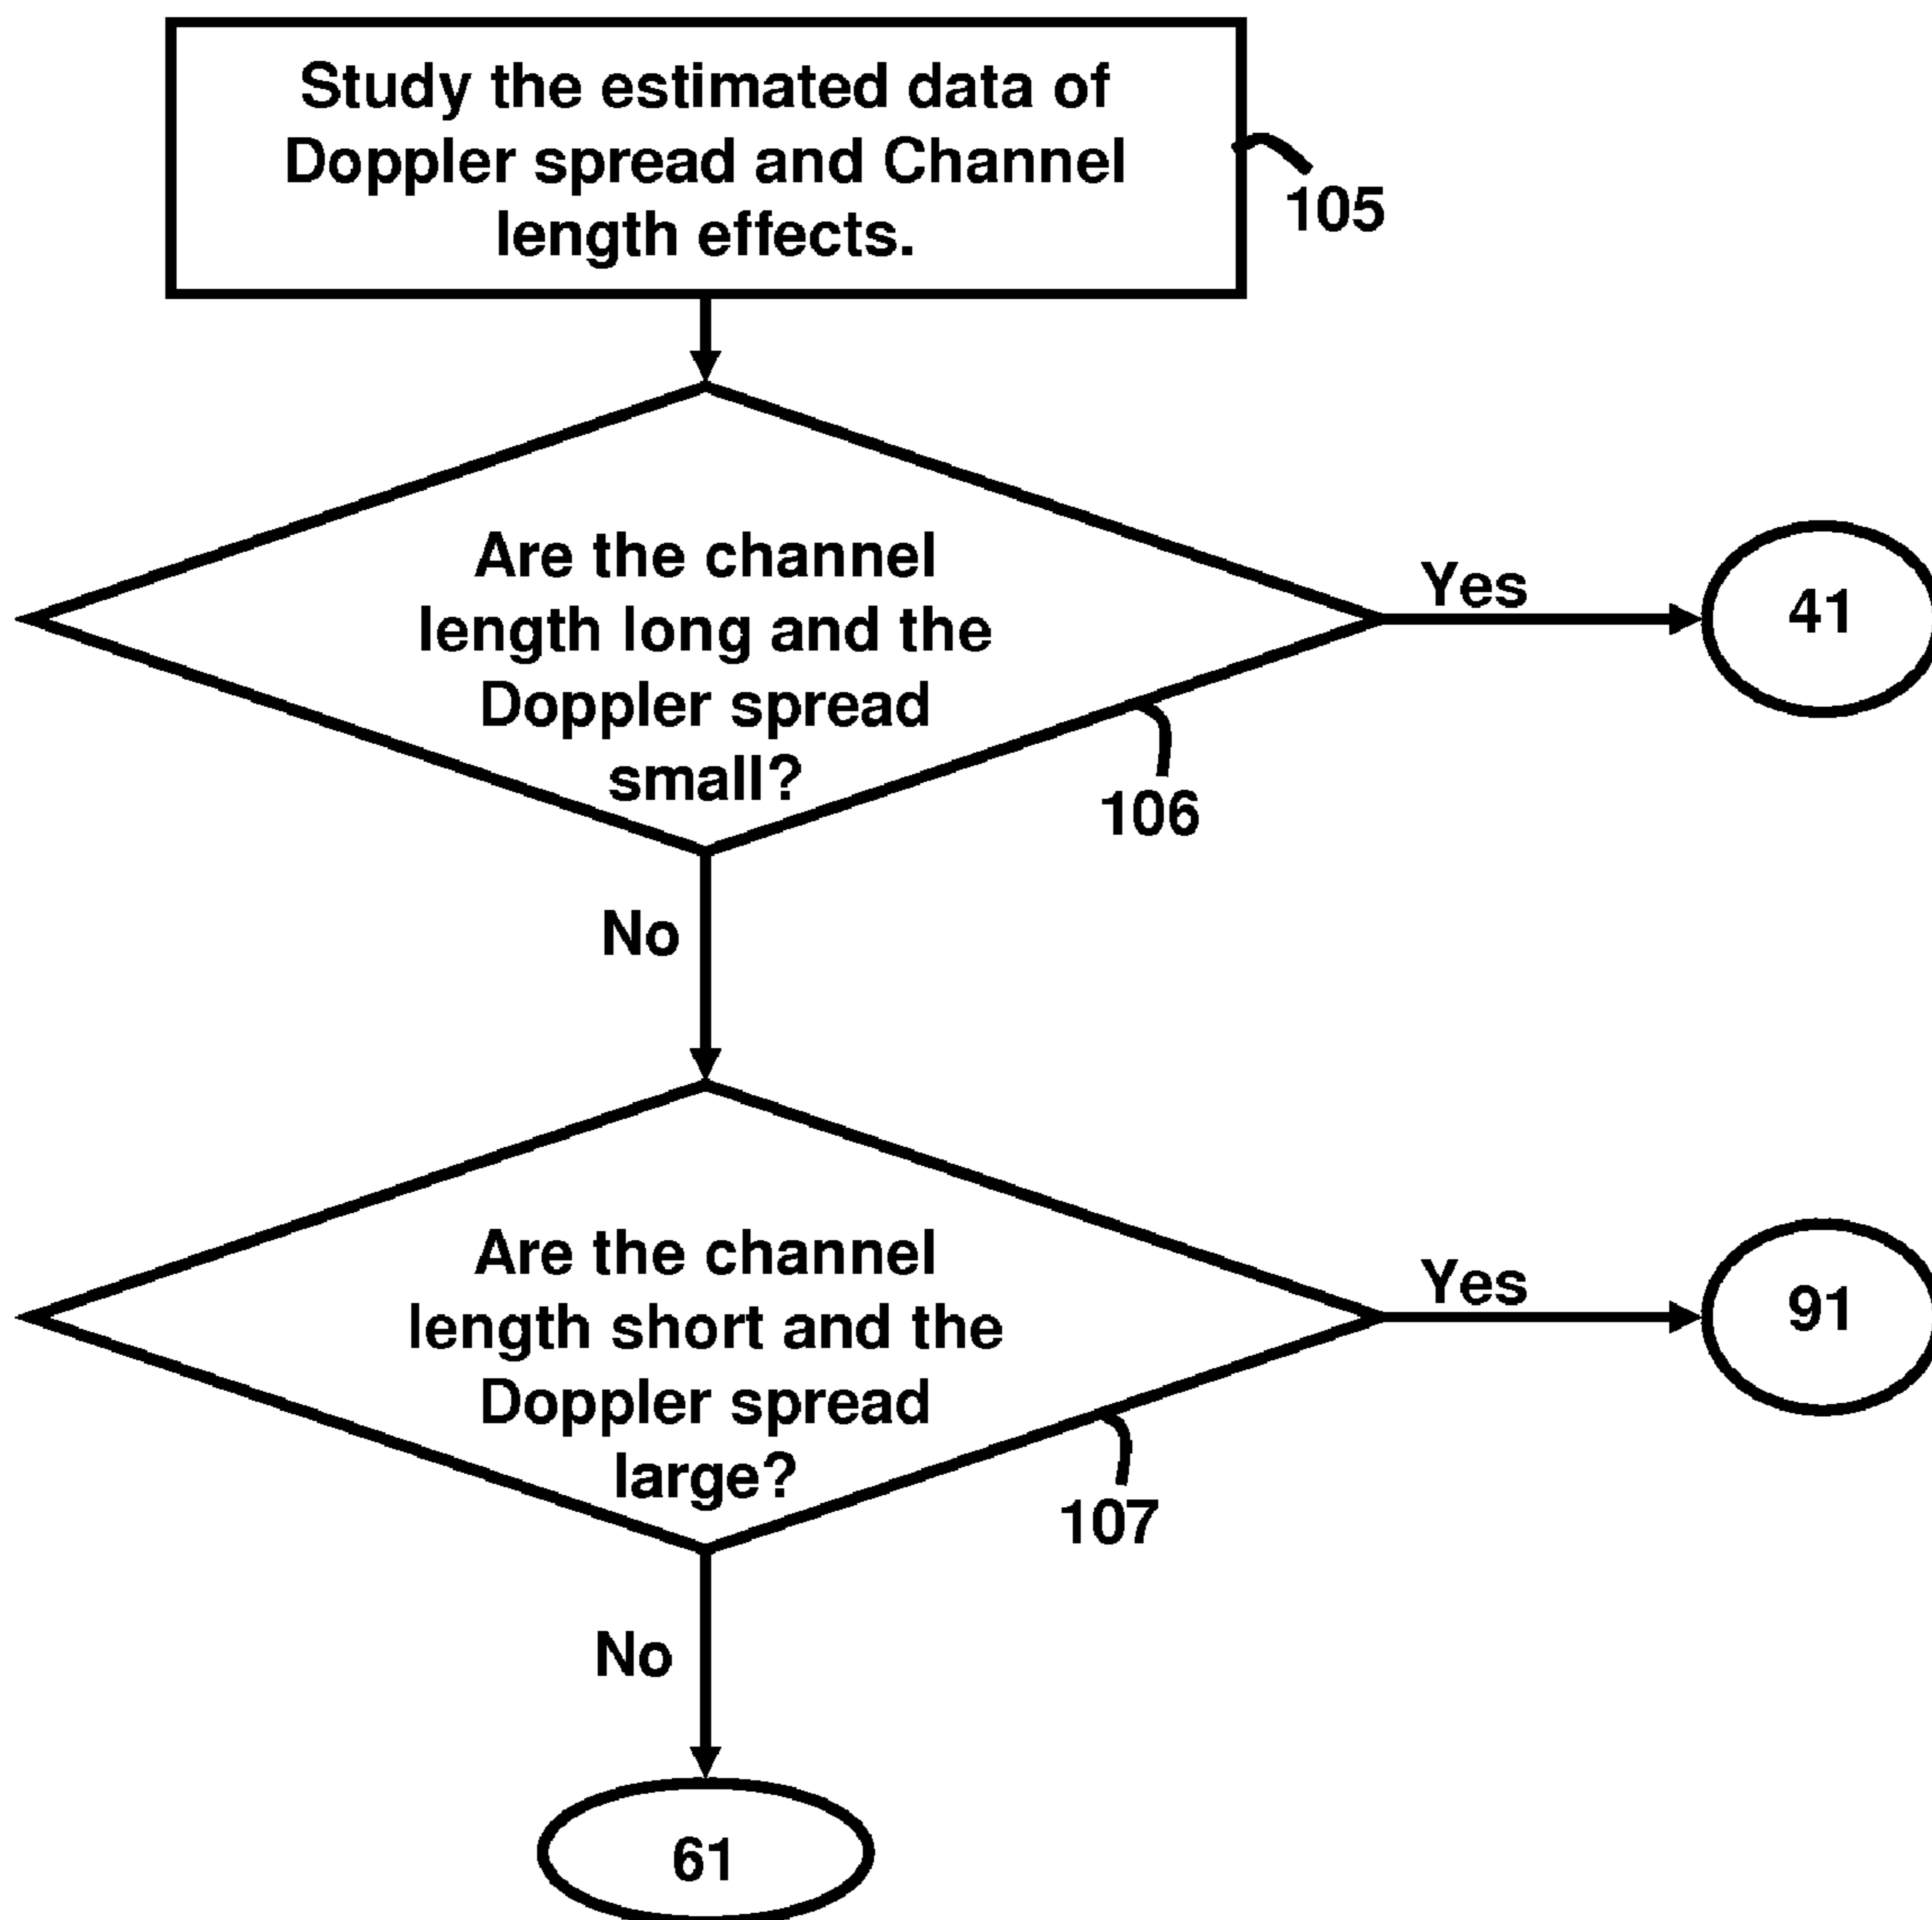 Study the estimated data of
Doppler spread and Channel
length effects.
105
Are the channel
length long and the
Doppler spread
small?
Yes
41
106
No
Are the channel
length short and the
Doppler spread
large?
Yes
91
107
No
61